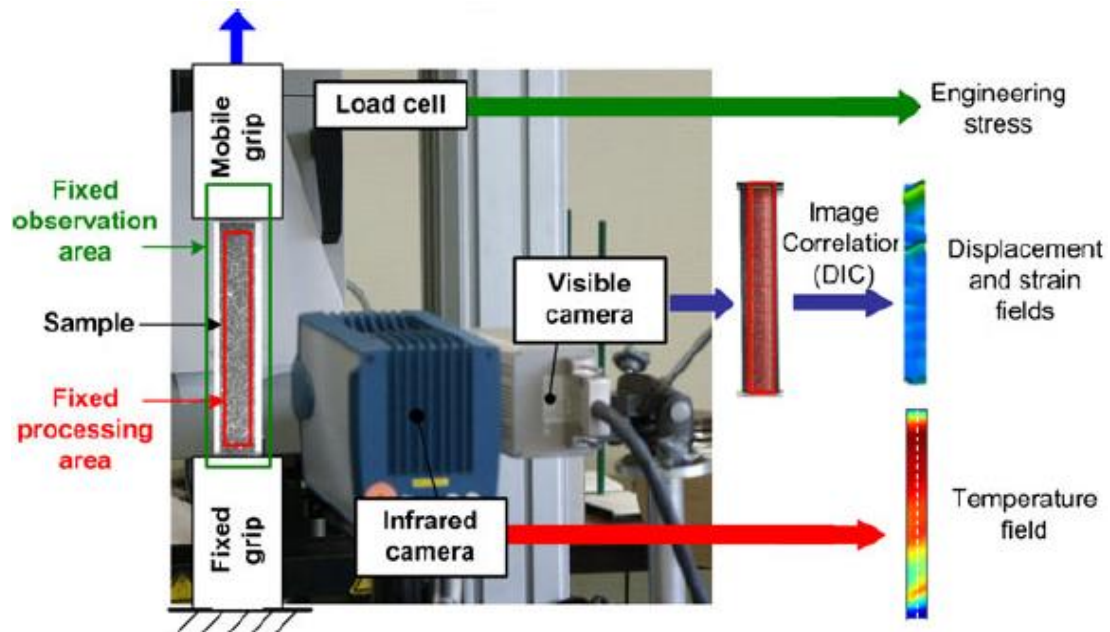 Mobile
grip
Load cell
Engineering
stress
Fixed
observation
area
Image
Correlation
(DIC)
Displacement
and strain
fields
Visible
camera
Sample
Fixed
processing
area
Infrared
camera
Temperature
field
Fixed
grip